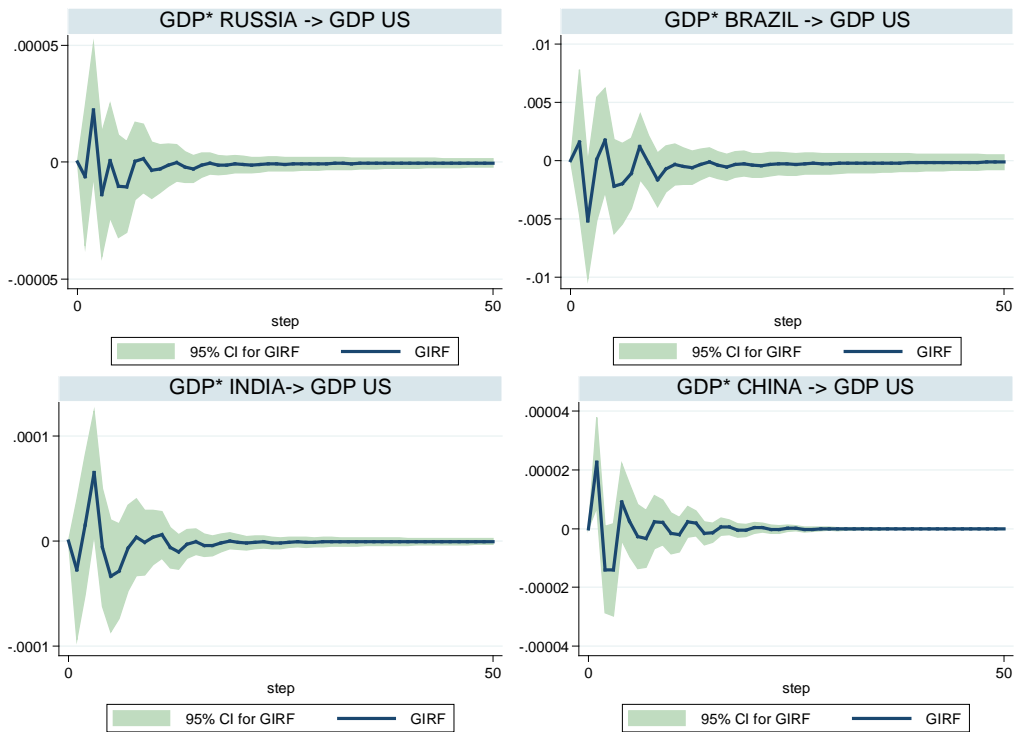 GDP* RUSSIA -> GDP US
.00005
0
-.00005
0
50
step
95% CI for GIRF
GIRF
GDP* BRAZIL -> GDP US
.01
.005
0
-.005
-.01
0
50
step
95% CI for GIRF
GIRF
GDP* INDIA-> GDP US
.0001
0
-.0001
0
50
step
95% CI for GIRF
GIRF
GDP* CHINA -> GDP US
.00004
.00002
0
-.00002
-.00004
0
50
step
95% CI for GIRF
GIRF